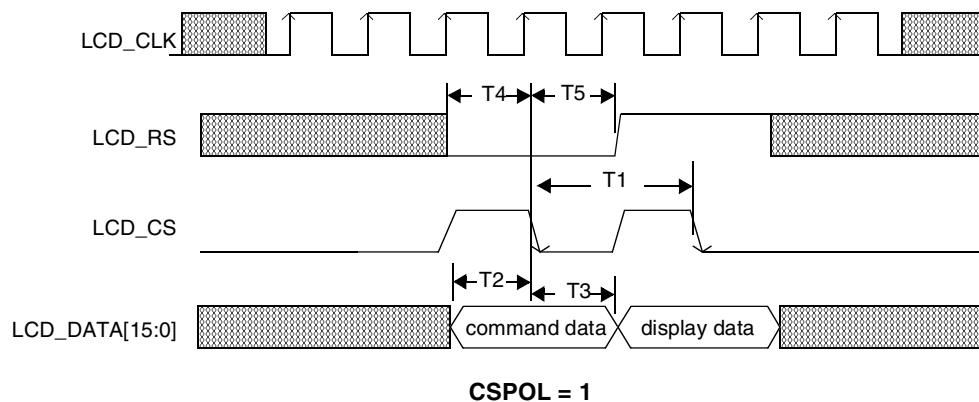 LCD_CLK
T4
T5
LCD_RS
T1
LCD_CS
T2
T3
LCD_DATA[15:0]
command data
display data
CSPOL = 1